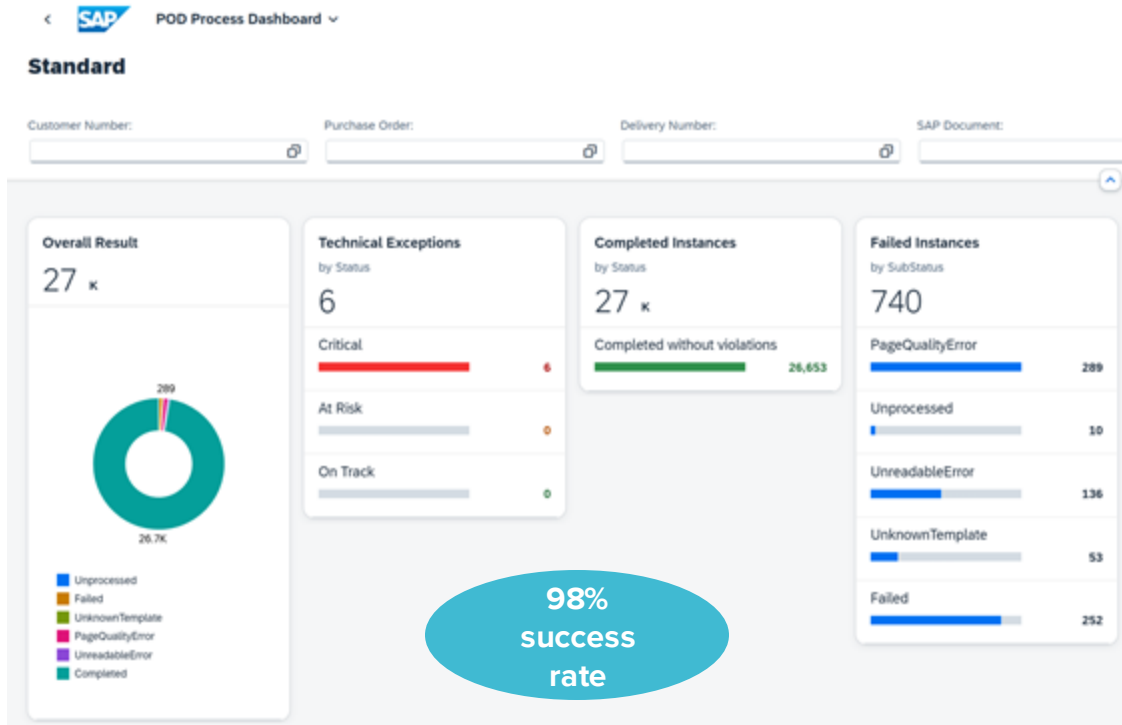 SAP POD Process Dashboard
Standard
Customer Number: Purchase Order: Delivery Number: SAP Document:
Overall Result
27 K
289
26.7K
Unprocessed
Failed
UnknownTemplate
PageQualityError
UnreadableError
Completed
Technical Exceptions
by Status
6
Critical
6
At Risk
0
On Track
0
Completed Instances
by Status
27 K
Completed without violations
26,653
Failed Instances
by SubStatus
740
PageQualityError
289
Unprocessed
10
UnreadableError
136
UnknownTemplate
53
Failed
252
98%
success
rate